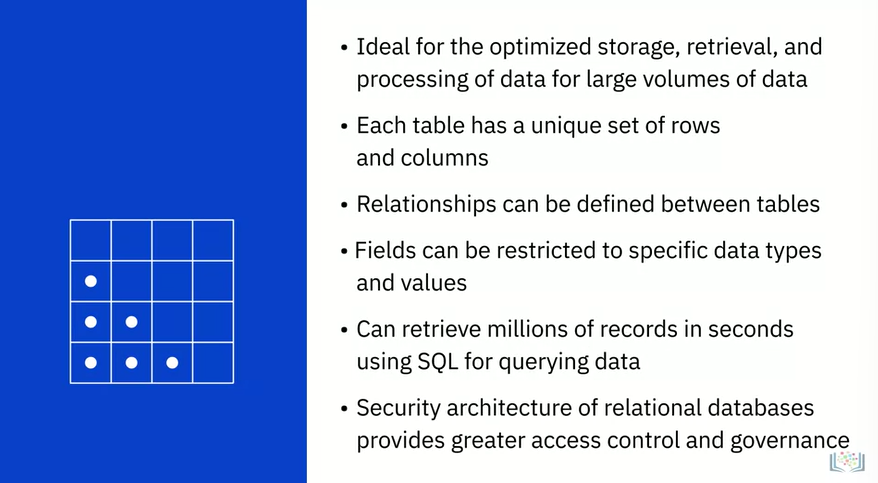 • Ideal for the optimized storage, retrieval, and
processing of data for large volumes of data
• Each table has a unique set of rows
and columns
• Relationships can be defined between tables
• Fields can be restricted to specific data types
and values
• Can retrieve millions of records in seconds
using SQL for querying data
• Security architecture of relational databases
provides greater access control and governance